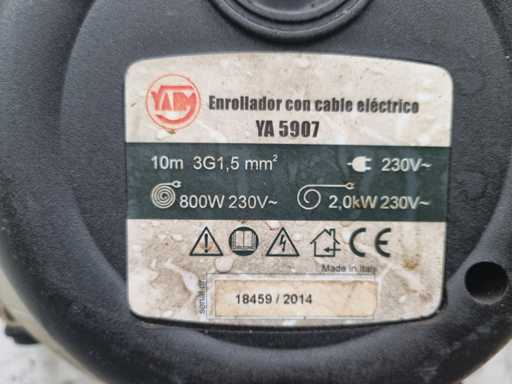 YABM
Enrollador con cable eléctrico
YA 5907
10m 3G1,5 mm² 230V~
800W 230V~ 2,0kW 230V~
CE
Made in Italy
serial nr
18459 / 2014